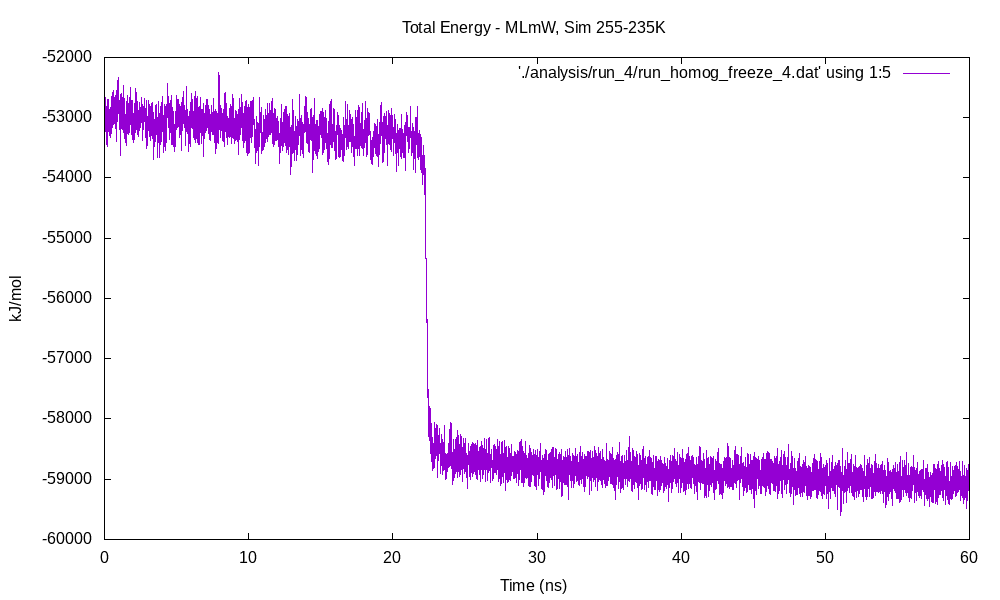 Total Energy - MLmW, Sim 255-235K
'./analysis/run_4/run_homog_freeze_4.dat' using 1:5
-52000
-53000
-54000
-55000
-56000
-57000
-58000
-59000
-60000
kJ/mol
0 10 20 30 40 50 60
Time (ns)